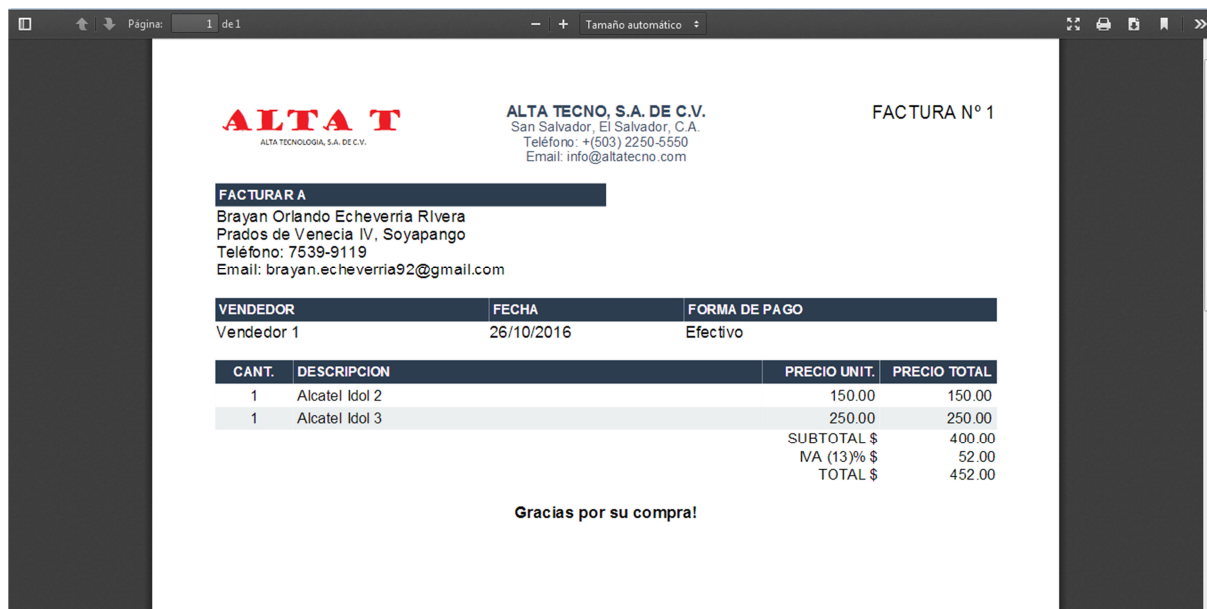 Página: 1 de 1
Tamaño automático
ALTA T
ALTA TECNOLOGIA, S.A. DE C.V.
ALTA TECNO, S.A. DE C.V.
San Salvador, El Salvador, C.A.
Teléfono: +(503) 2250-5550
Email: info@altatecno.com
FACTURA Nº 1
FACTURAR A
Brayan Orlando Echeverria RIvera
Prados de Venecia IV, Soyapango
Teléfono: 7539-9119
Email: brayan.echeverria92@gmail.com
VENDEDOR FECHA FORMA DE PAGO
Vendedor 1 26/10/2016 Efectivo
CANT. DESCRIPCION PRECIO UNIT. PRECIO TOTAL
1 Alcatel Idol 2 150.00 150.00
1 Alcatel Idol 3 250.00 250.00
SUBTOTAL $ 400.00
IVA (13)% $ 52.00
TOTAL $ 452.00
Gracias por su compra!